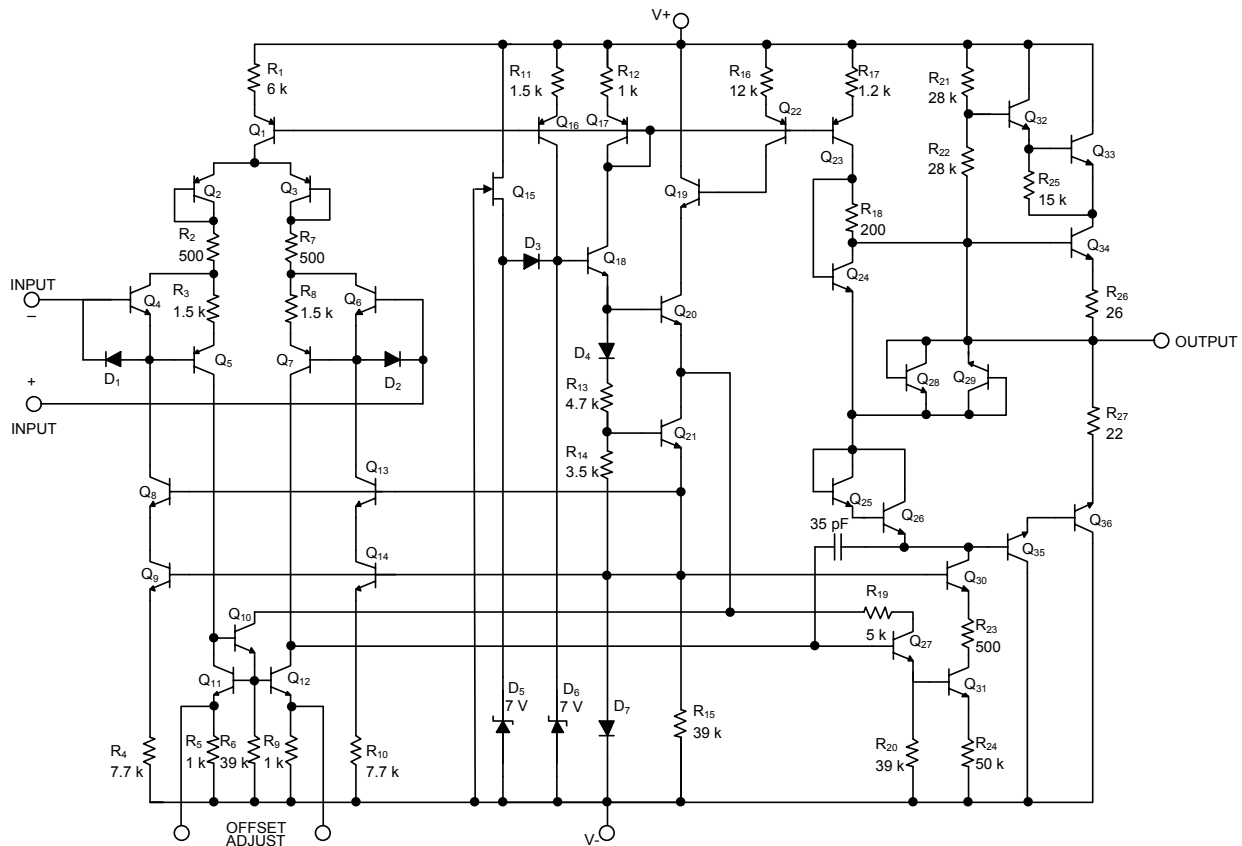 V+
R1
6 k
R11
1.5 k
R12
1 k
R16
12 k
R17
1.2 k
R21
28 k
Q1
Q16
Q17
Q22
Q23
Q32
Q33
R22
28 k
R25
15 k
Q2
Q3
Q15
Q19
R18
200
R2
500
R7
500
D3
Q18
Q24
Q34
INPUT
–
Q4
R3
1.5 k
R8
1.5 k
Q6
R26
26
Q20
OUTPUT
D1
Q5
Q7
D2
D4
Q28
Q29
+
INPUT
R13
4.7 k
Q21
R27
22
R14
3.5 k
Q8
Q13
Q25
Q26
35 pF
Q36
Q35
Q9
Q14
Q30
Q10
R19
5 k
Q27
R23
500
Q11
Q12
Q31
D5
7 V
D6
7 V
D7
R15
39 k
R4
7.7 k
R5
1 k
R6
39 k
R9
1 k
R10
7.7 k
R20
39 k
R24
50 k
OFFSET
ADJUST
V-